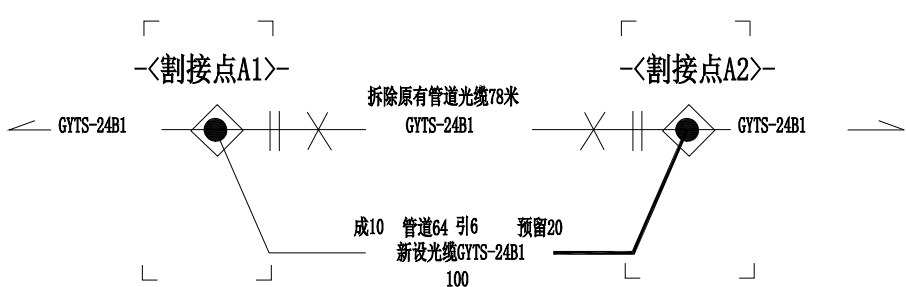 -<割接点A1>-
-<割接点A2>-
拆除原有管道光缆78米
GYTS-24B1
GYTS-24B1
GYTS-24B1
成10 管道64 引6 预留20
新设光缆GYTS-24B1
100